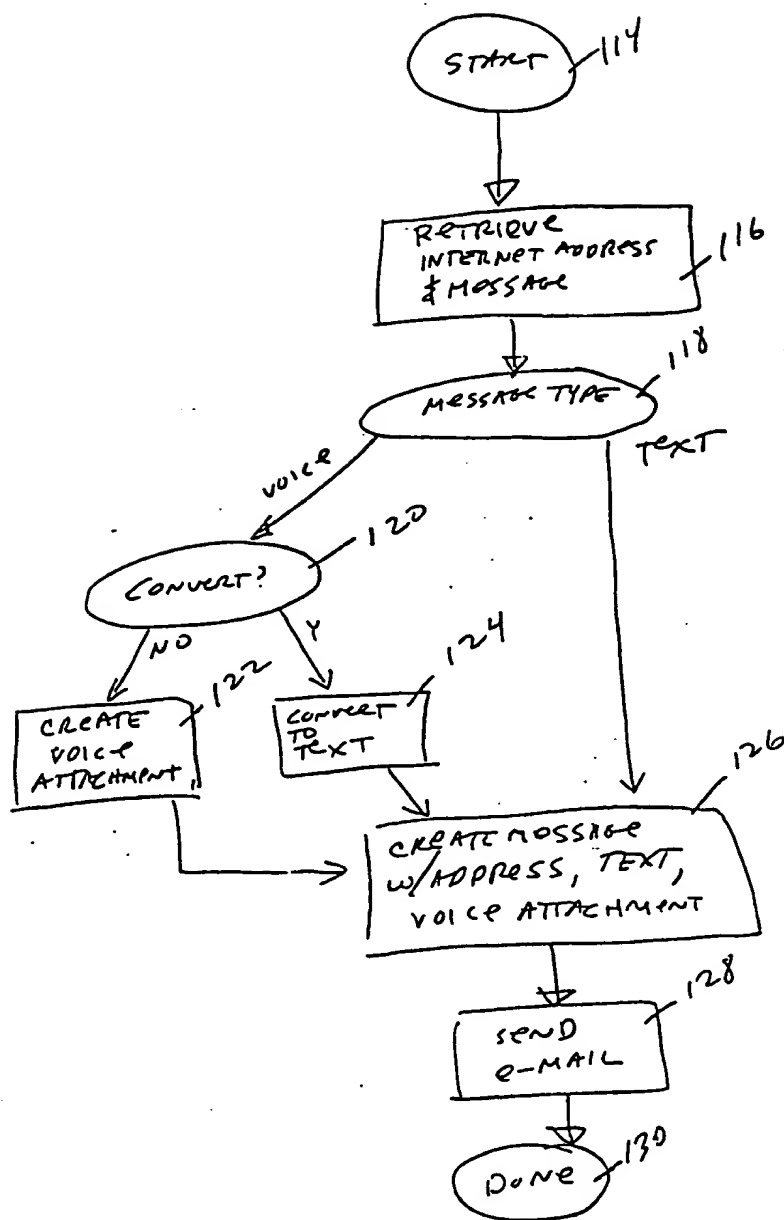 START
114
RETRIEVE
INTERNET ADDRESS
& MESSAGE
116
MESSAGE TYPE
118
VOICE
TEXT
CONVERT?
120
NO
Y
CREATE
VOICE
ATTACHMENT
122
CONVERT
TO
TEXT
124
CREATE MESSAGE
W/ADDRESS, TEXT,
VOICE ATTACHMENT
126
SEND
e-MAIL
128
DONE
130